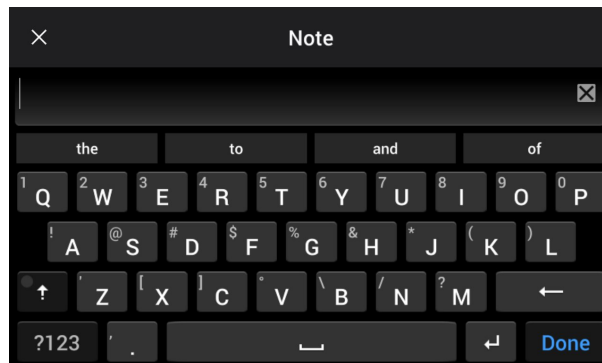 Note
the to and of
1 Q 2 W 3 E 4 R 5 T 6 Y 7 U 8 I 9 O 0 P
! A @ S # D $ F % G & H * J ( K ) L
' Z [ X ] C ° V \ B / N ? M
?123 ' . Done